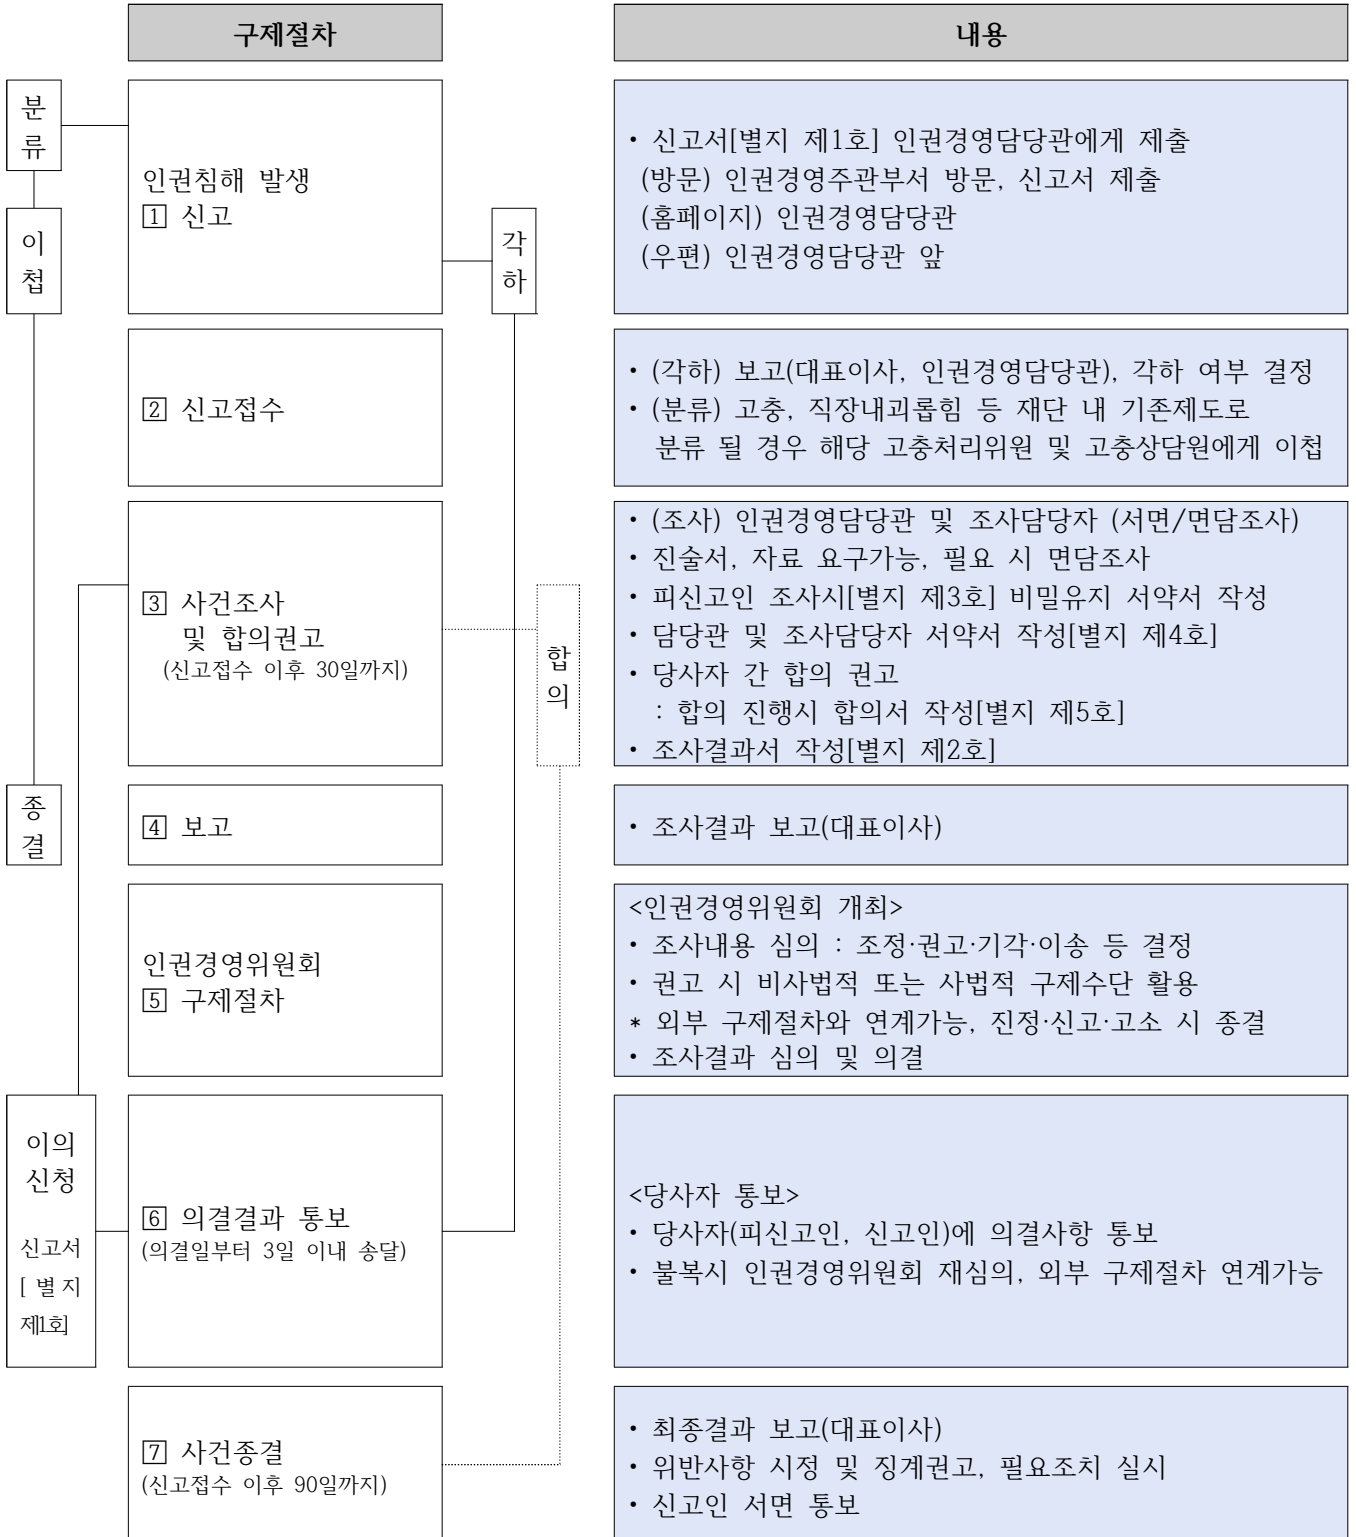 구제절차
내용
분
류
이
첩
인권침해 발생
1 신고
각
하
• 신고서[별지 제1호] 인권경영담당관에게 제출
(방문) 인권경영주관부서 방문, 신고서 제출
(홈페이지) 인권경영담당관
(우편) 인권경영담당관 앞
2 신고접수
• (각하) 보고(대표이사, 인권경영담당관), 각하 여부 결정
• (분류) 고충, 직장내괴롭힘 등 재단 내 기존제도로
분류 될 경우 해당 고충처리위원 및 고충상담원에게 이첩
3 사건조사
및 합의권고
(신고접수 이후 30일까지)
합
의
• (조사) 인권경영담당관 및 조사담당자 (서면/면담조사)
• 진술서, 자료 요구가능, 필요 시 면담조사
• 피신고인 조사시[별지 제3호] 비밀유지 서약서 작성
• 담당관 및 조사담당자 서약서 작성[별지 제4호]
• 당사자 간 합의 권고
: 합의 진행시 합의서 작성[별지 제5호]
• 조사결과서 작성[별지 제2호]
종
결
4 보고
• 조사결과 보고(대표이사)
인권경영위원회
5 구제절차
<인권경영위원회 개최>
• 조사내용 심의 : 조정·권고·기각·이송 등 결정
• 권고 시 비사법적 또는 사법적 구제수단 활용
* 외부 구제절차와 연계가능, 진정·신고·고소 시 종결
• 조사결과 심의 및 의결
이의
신청
신고서
[별지
제1호]
6 의결결과 통보
(의결일부터 3일 이내 송달)
<당사자 통보>
• 당사자(피신고인, 신고인)에 의결사항 통보
• 불복시 인권경영위원회 재심의, 외부 구제절차 연계가능
7 사건종결
(신고접수 이후 90일까지)
• 최종결과 보고(대표이사)
• 위반사항 시정 및 징계권고, 필요조치 실시
• 신고인 서면 통보